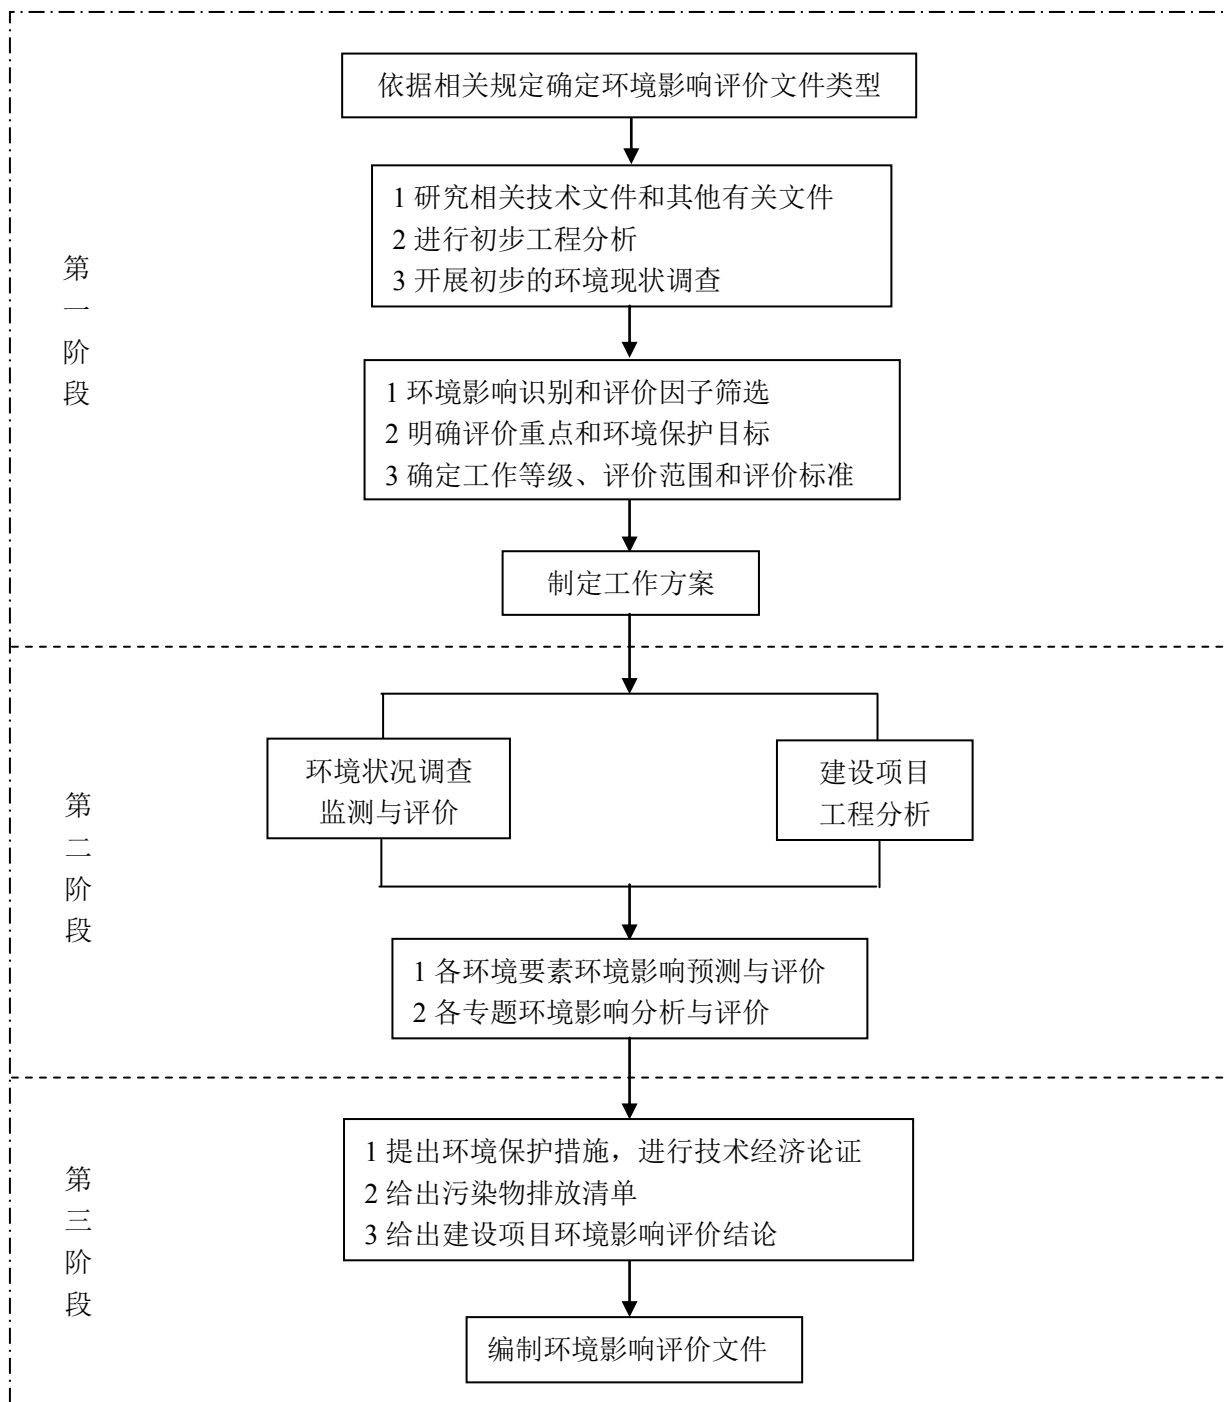 依据相关规定确定环境影响评价文件类型
1 研究相关技术文件和其他有关文件
2 进行初步工程分析
3 开展初步的环境现状调查
第
一
阶
段
1 环境影响识别和评价因子筛选
2 明确评价重点和环境保护目标
3 确定工作等级、评价范围和评价标准
制定工作方案
环境状况调查
监测与评价
建设项目
工程分析
第
二
阶
段
1 各环境要素环境影响预测与评价
2 各专题环境影响分析与评价
1 提出环境保护措施，进行技术经济论证
2 给出污染物排放清单
3 给出建设项目环境影响评价结论
第
三
阶
段
编制环境影响评价文件